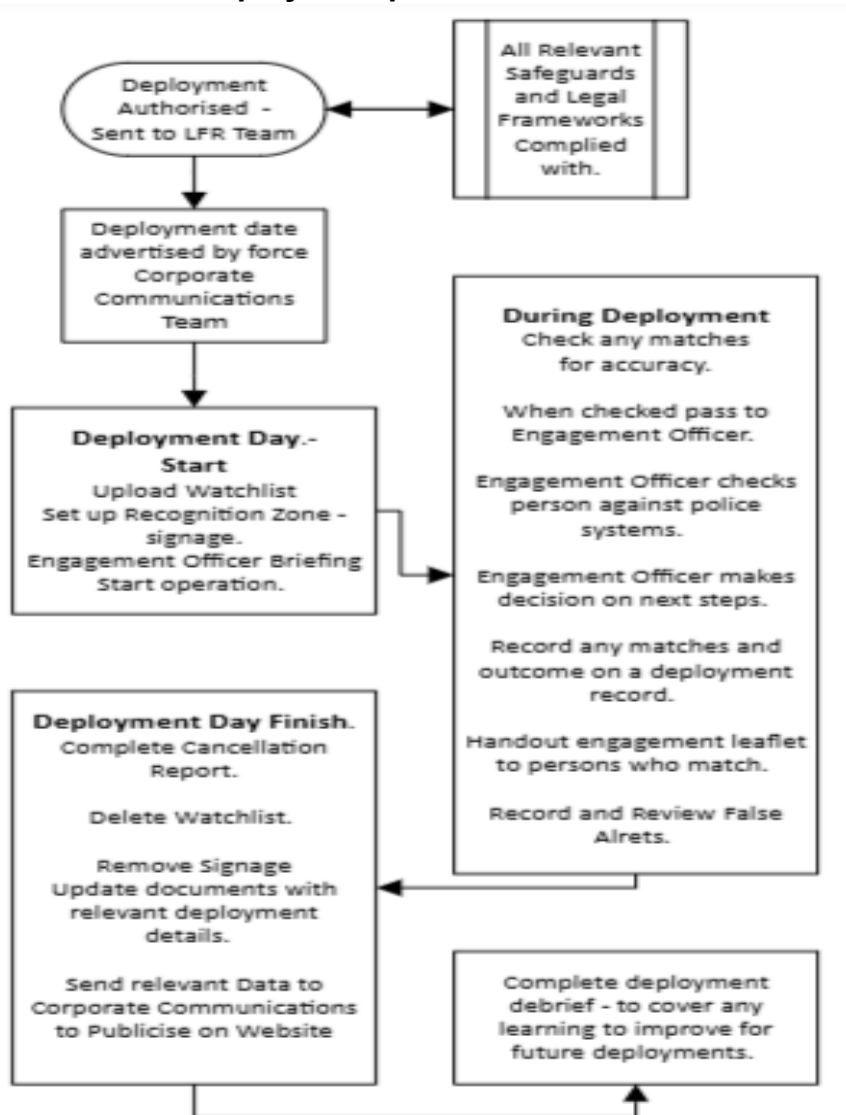 Deployment
Authorised -
Sent to LFR Team
All Relevant
Safeguards
and Legal
Frameworks
Complied
with.
Deployment date
advertised by force
Corporate
Communications
Team
Deployment Day.-
Start
Upload Watchlist
Set up Recognition Zone -
signage.
Engagement Officer Briefing
Start operation.
During Deployment
Check any matches
for accuracy.
When checked pass to
Engagement Officer.
Engagement Officer checks
person against police
systems.
Engagement Officer makes
decision on next steps.
Record any matches and
outcome on a deployment
record.
Handout engagement leaflet
to persons who match.
Record and Review False
Alrets.
Deployment Day Finish.
Complete Cancellation
Report.
Delete Watchlist.
Remove Signage
Update documents with
relevant deployment
details.
Send relevant Data to
Corporate Communications
to Publicise on Website
Complete deployment
debrief - to cover any
learning to improve for
future deployments.